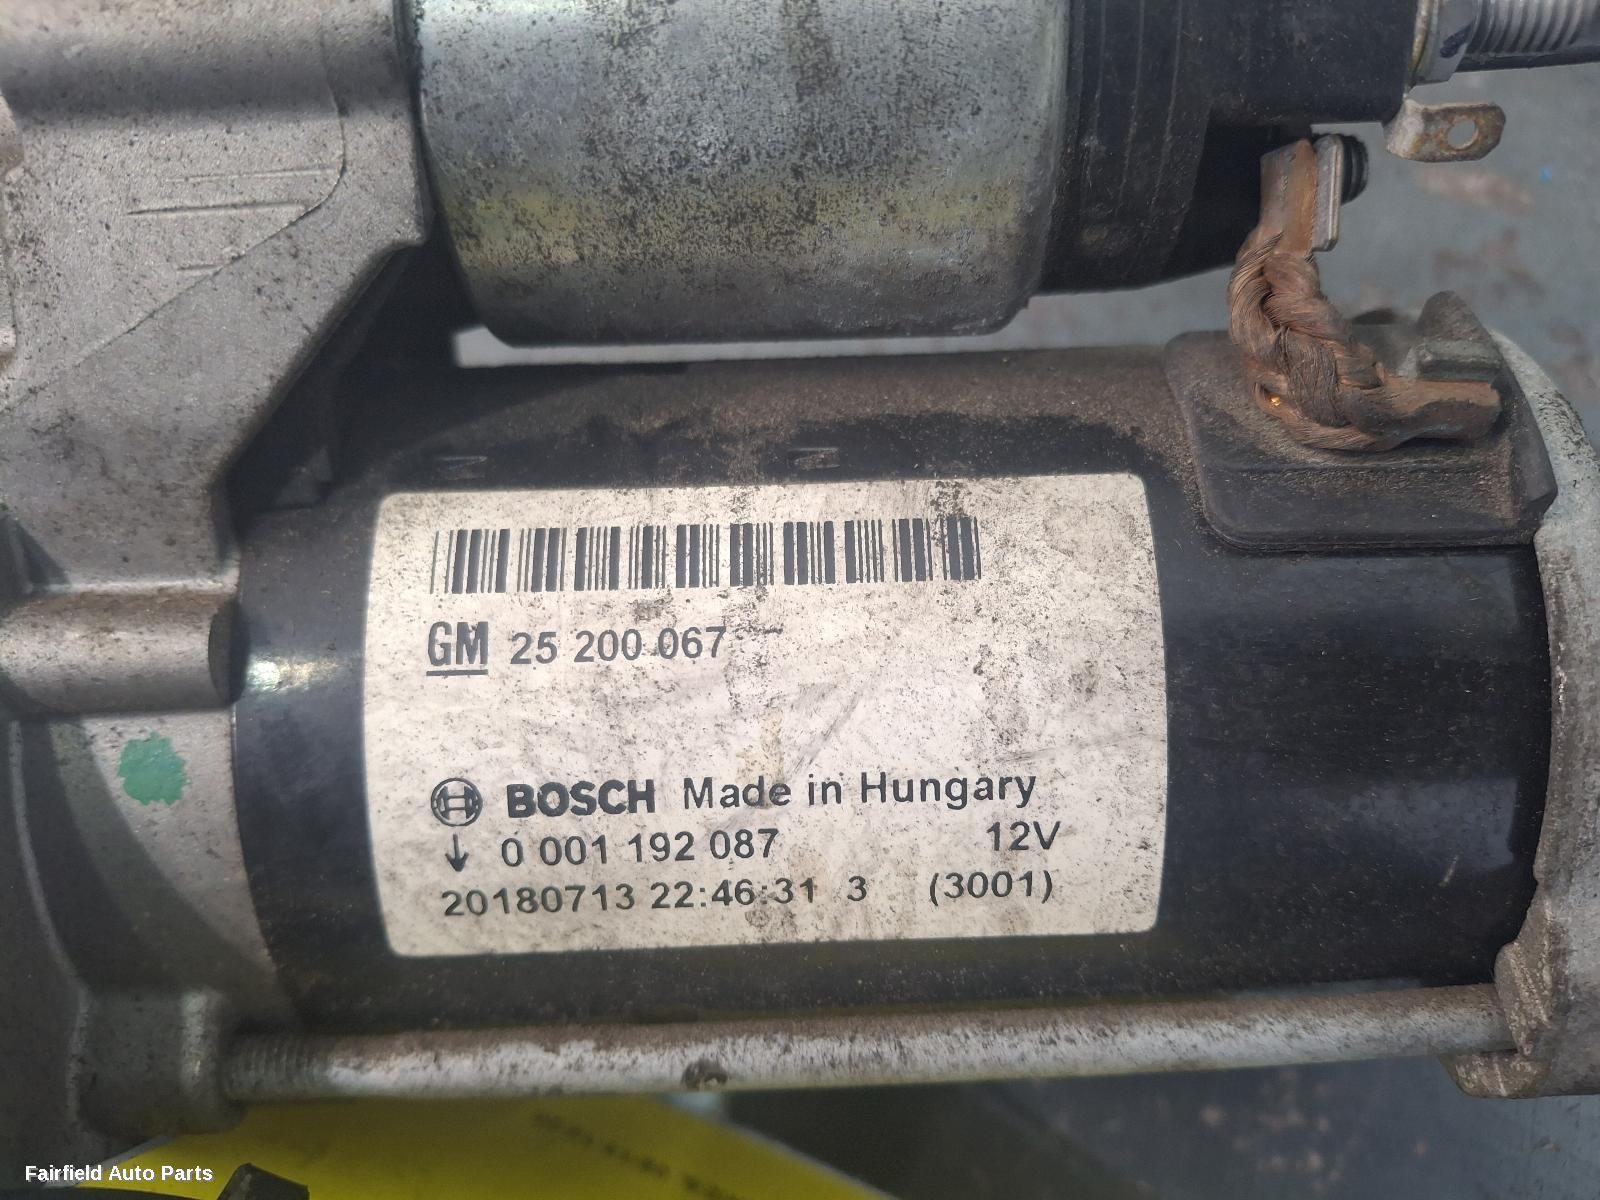 GM 25 200 067
BOSCH Made in Hungary
↓ 0 001 192 087 12V
20180713 22:46:31 3 (3001)
Fairfield Auto Parts